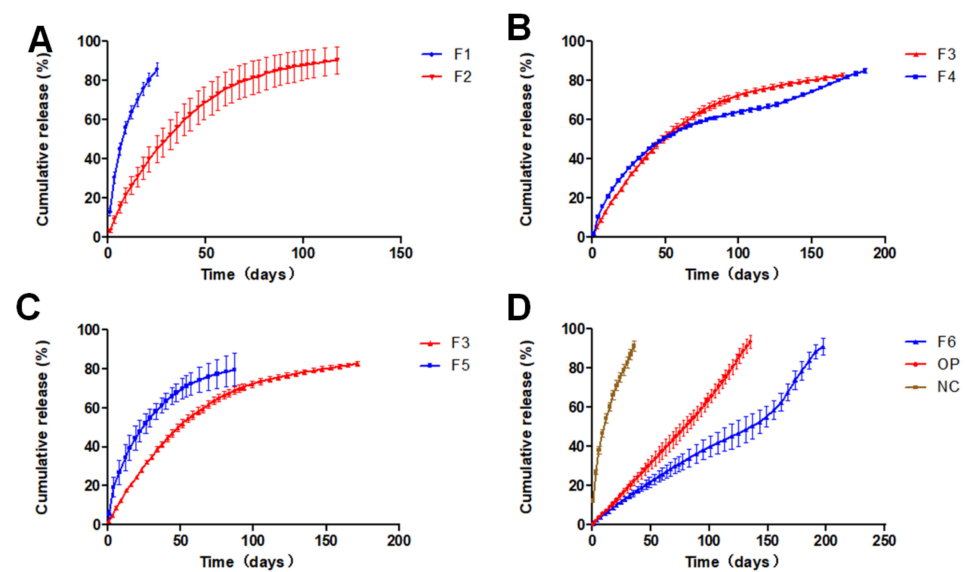 A
Cumulative release (%)
100
80
60
40
20
0
0 50 100 150
Time (days)
F1
F2
B
Cumulative release (%)
100
80
60
40
20
0
0 50 100 150 200
Time (days)
F3
F4
C
Cumulative release (%)
100
80
60
40
20
0
0 50 100 150 200
Time (days)
F3
F5
D
Cumulative release (%)
100
80
60
40
20
0
0 50 100 150 200 250
Time (days)
F6
OP
NC